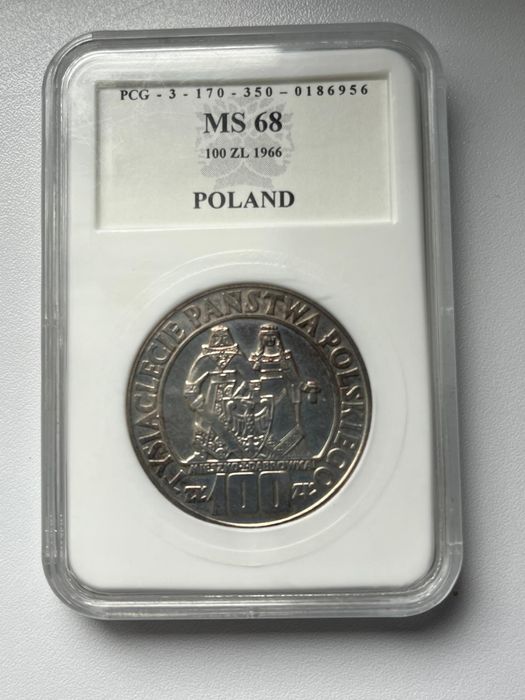 PCG - 3 - 170 - 350 - 0186956
MS 68
100 ZL 1966
POLAND
TYSIĄCLECIE PAŃSTWA POLSKIEGO
MIESZKO I DĄBRÓWKA
ZŁ 100 ZŁ